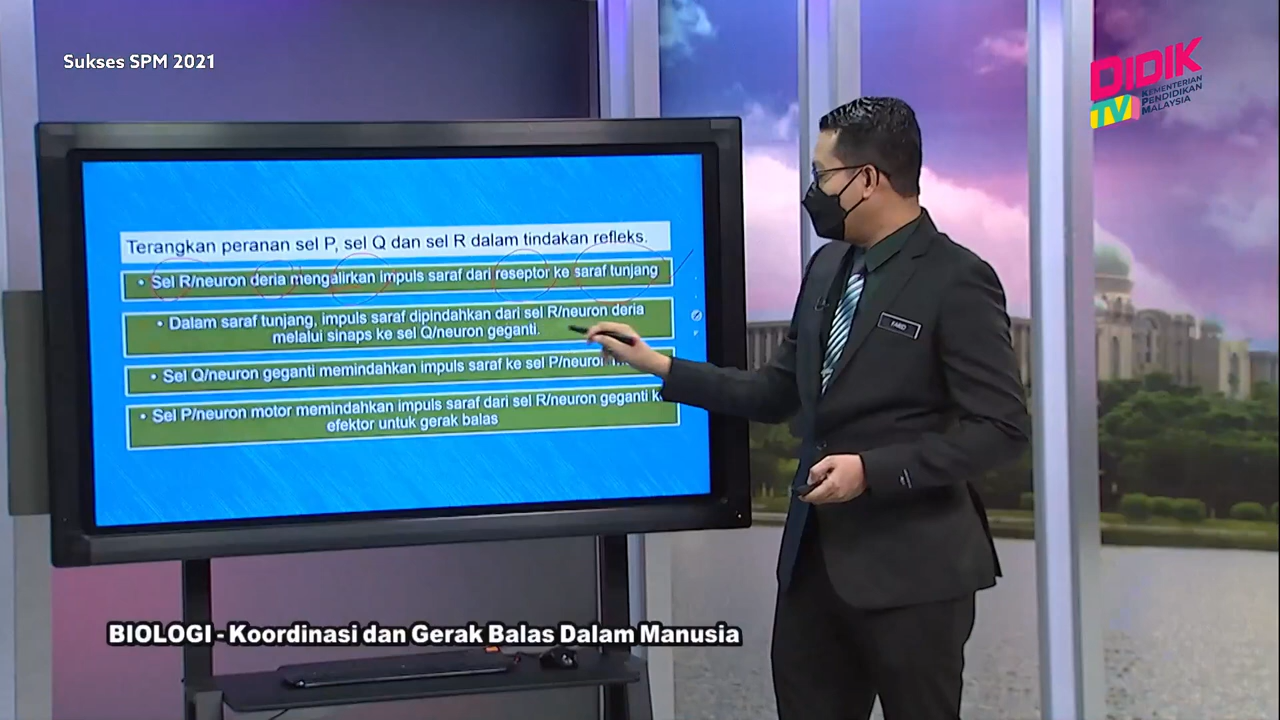 Sukses SPM 2021
DIDIK
TV
KEMENTERIAN
PENDIDIKAN
MALAYSIA
Terangkan peranan sel P, sel Q dan sel R dalam tindakan refleks.
• Sel R/neuron deria mengalirkan impuls saraf dari reseptor ke saraf tunjang
• Dalam saraf tunjang, impuls saraf dipindahkan dari sel R/neuron deria
melalui sinaps ke sel Q/neuron geganti.
• Sel Q/neuron geganti memindahkan impuls saraf ke sel P/neuron
• Sel P/neuron motor memindahkan impuls saraf dari sel R/neuron geganti
efektor untuk gerak balas
FARID
BIOLOGI - Koordinasi dan Gerak Balas Dalam Manusia